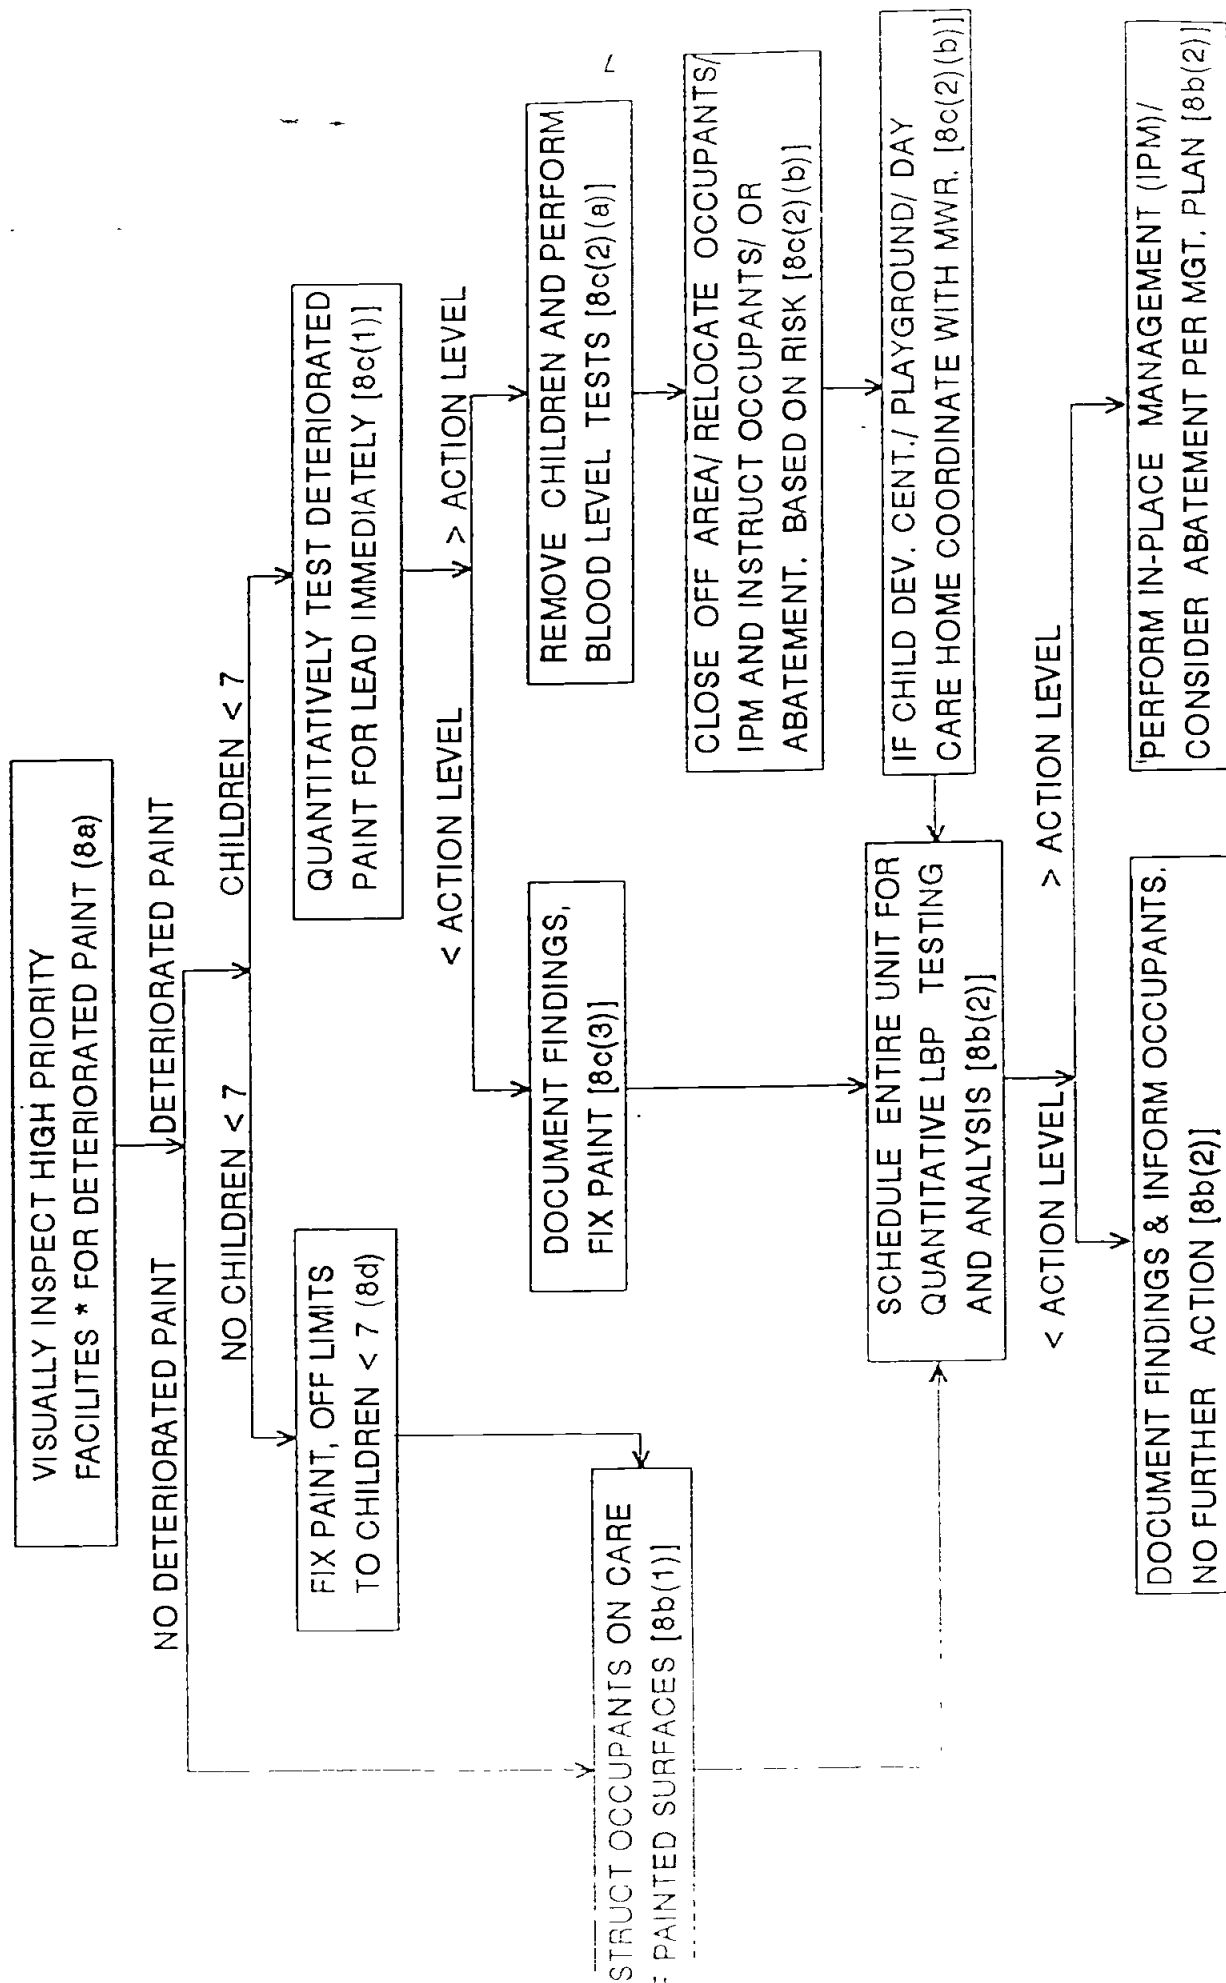 VISUALLY INSPECT HIGH PRIORITY
FACILITES * FOR DETERIORATED PAINT (8a)
NO DETERIORATED PAINT
DETERIORATED PAINT
NO CHILDREN < 7
CHILDREN < 7
FIX PAINT, OFF LIMITS
TO CHILDREN < 7 (8d)
QUANTITATIVELY TEST DETERIORATED
PAINT FOR LEAD IMMEDIATELY [8c(1)]
< ACTION LEVEL
> ACTION LEVEL
DOCUMENT FINDINGS,
FIX PAINT [8c(3)]
REMOVE CHILDREN AND PERFORM
BLOOD LEVEL TESTS [8c(2)(a)]
STRUCT OCCUPANTS ON CARE
PAINTED SURFACES [8b(1)]
CLOSE OFF AREA/ RELOCATE OCCUPANTS/
IPM AND INSTRUCT OCCUPANTS/ OR
ABATEMENT. BASED ON RISK [8c(2)(b)]
SCHEDULE ENTIRE UNIT FOR
QUANTITATIVE LBP TESTING
AND ANALYSIS [8b(2)]
IF CHILD DEV. CENT./ PLAYGROUND/ DAY
CARE HOME COORDINATE WITH MWR. [8c(2)(b)]
< ACTION LEVEL
> ACTION LEVEL
DOCUMENT FINDINGS & INFORM OCCUPANTS,
NO FURTHER ACTION [8b(2)]
PERFORM IN-PLACE MANAGEMENT (IPM)/
CONSIDER ABATEMENT PER MGT. PLAN [8b(2)]